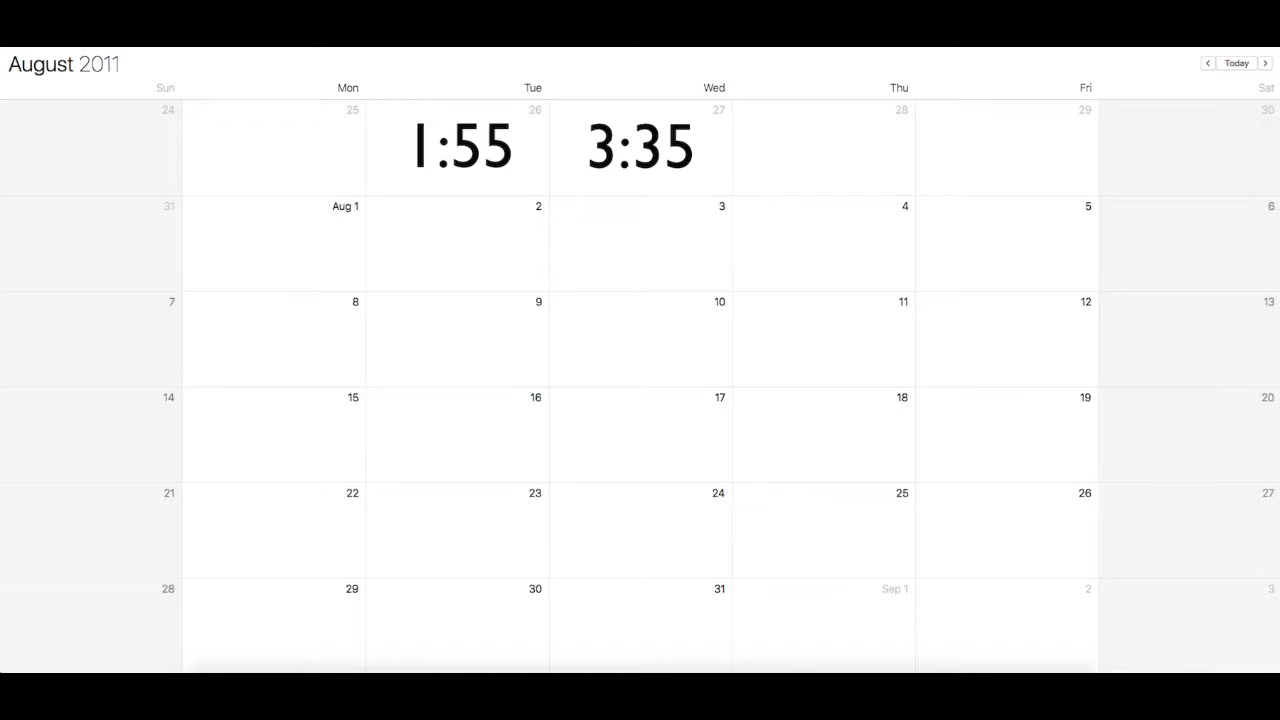 August 2011 < Today >
Sun Mon Tue Wed Thu Fri Sat
24 25 26 27 28 29 30
1:55 3:35
31 Aug 1 2 3 4 5 6
7 8 9 10 11 12 13
14 15 16 17 18 19 20
21 22 23 24 25 26 27
28 29 30 31 Sep 1 2 3